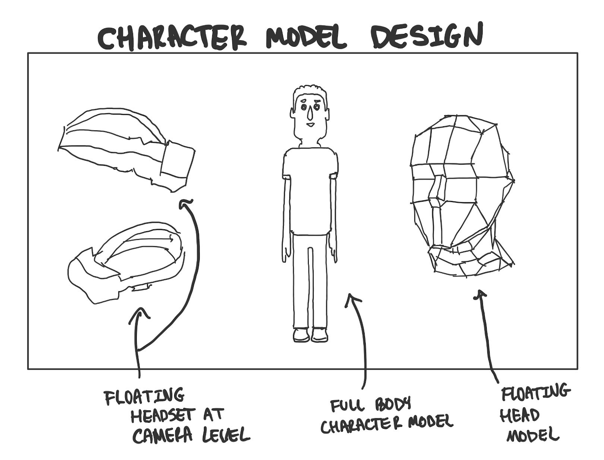 CHARACTER MODEL DESIGN
FLOATING
HEADSET AT
CAMERA LEVEL
FULL BODY
CHARACTER MODEL
FLOATING
HEAD
MODEL